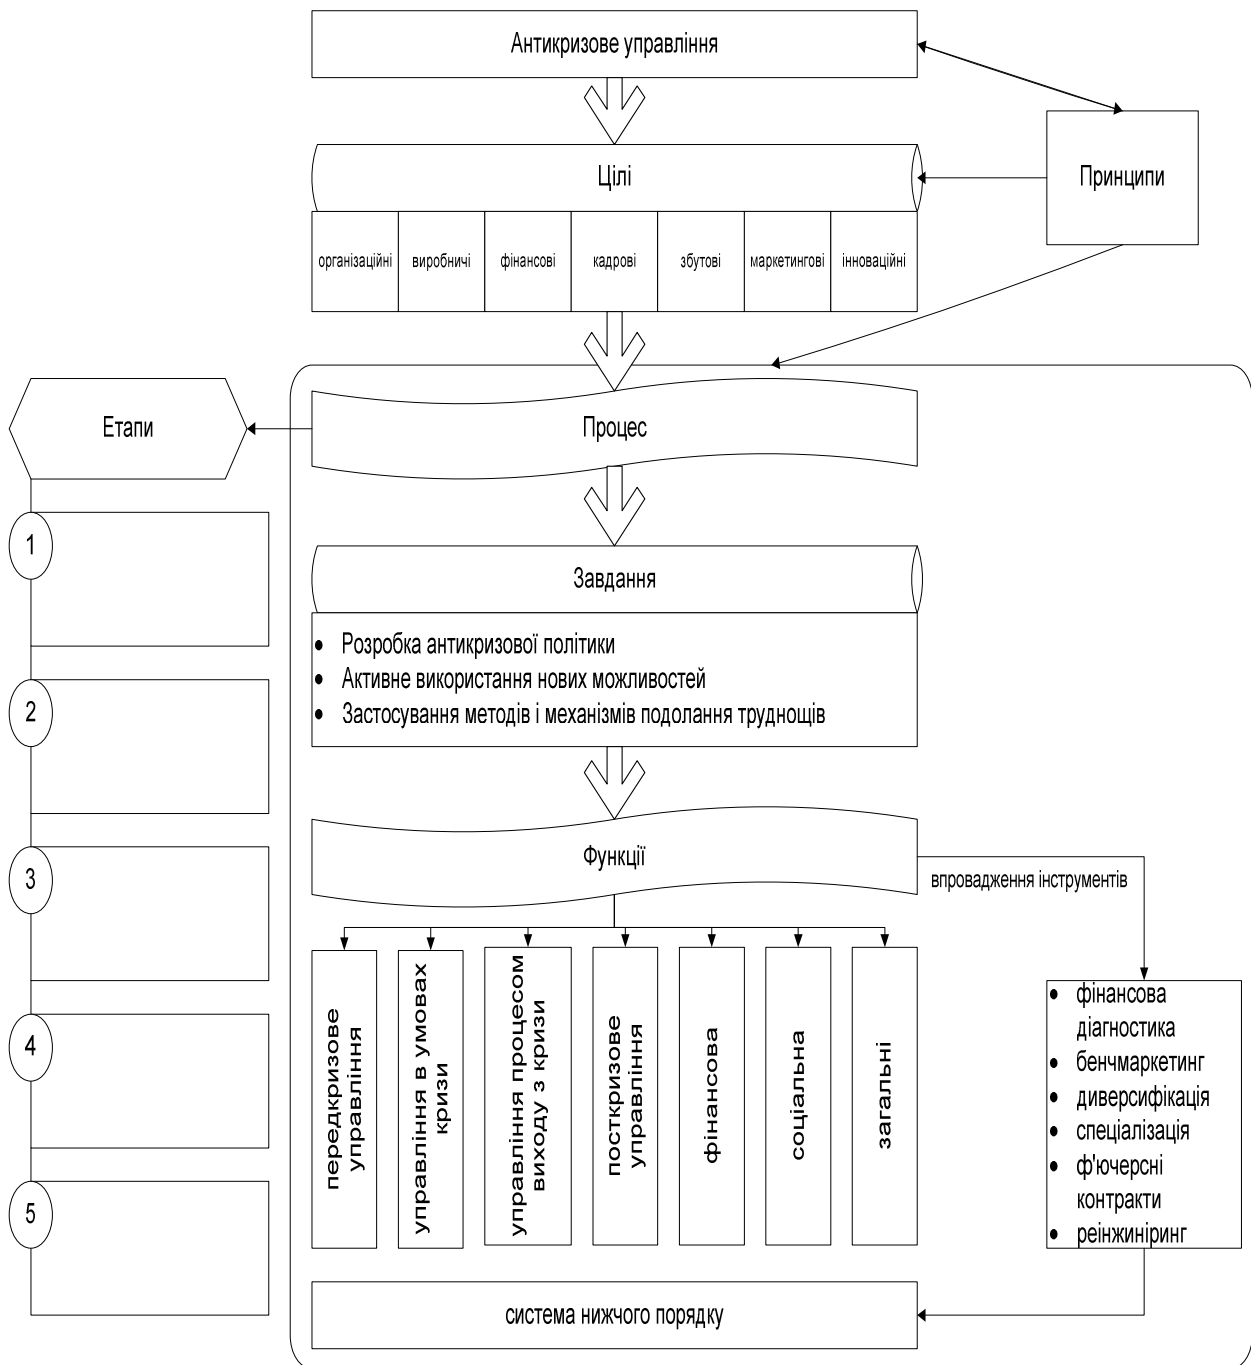 Антикризове управління
Принципи
Цілі
організаційні
виробничі
фінансові
кадрові
збутові
маркетингові
інноваційні
Етапи
Процес
1
2
3
4
5
Завдання
• Розробка антикризової політики
• Активне використання нових можливостей
• Застосування методів і механізмів подолання труднощів
Функції
впровадження інструментів
передкризове
управління
управління в умовах
кризи
управління процесом
виходу з кризи
посткризове
управління
фінансова
соціальна
загальні
• фінансова
діагностика
• бенчмаркетинг
• диверсифікація
• спеціалізація
• ф'ючерсні
контракти
• реінжиніринг
система нижчого порядку